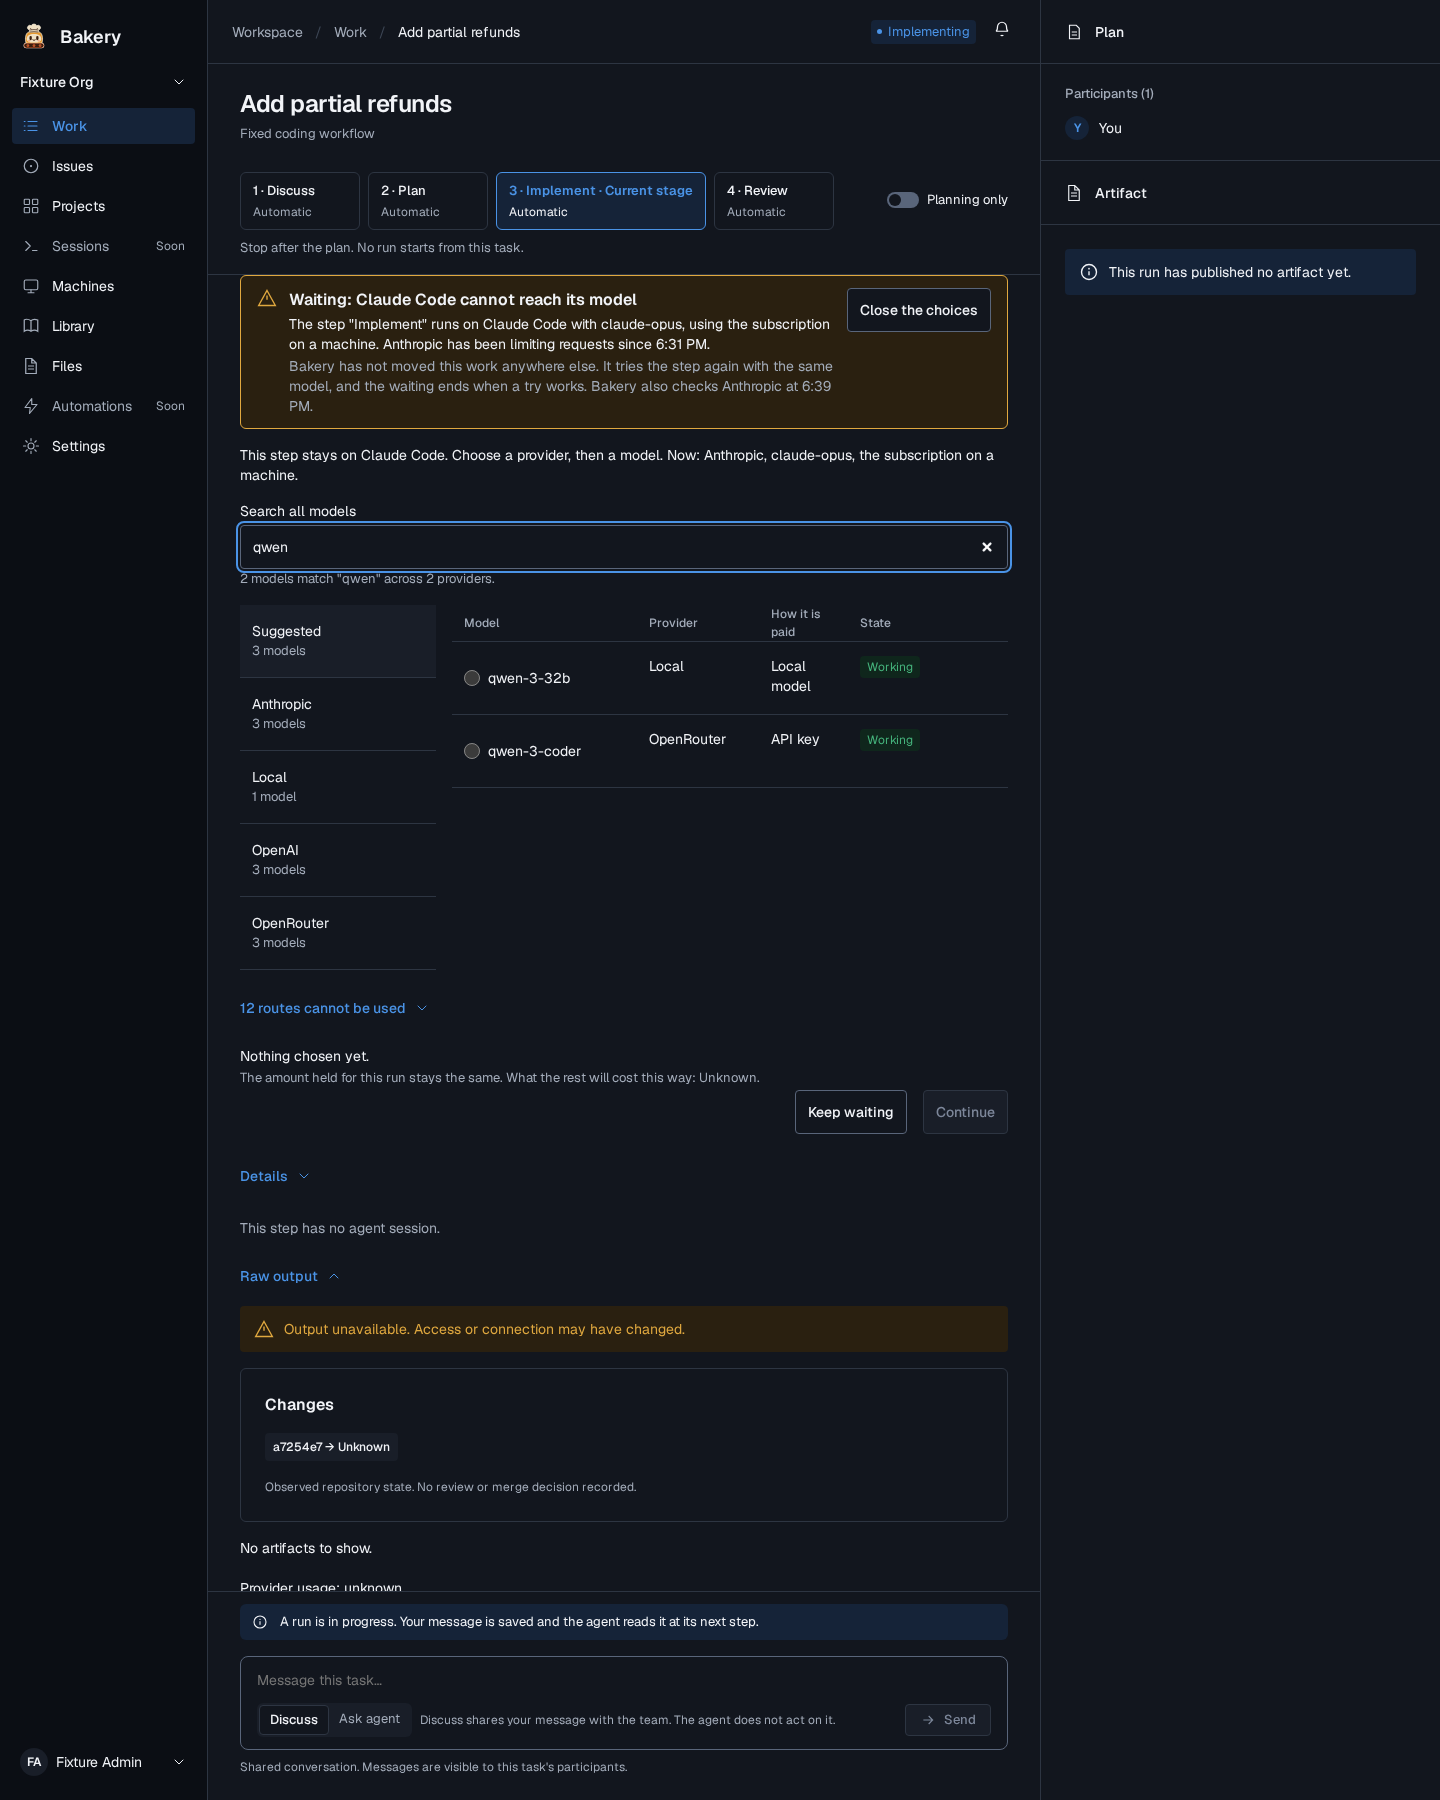 Bakery
Fixture Org
Work
Issues
Projects
Sessions Soon
Machines
Library
Files
Automations Soon
Settings
FA Fixture Admin
Workspace / Work / Add partial refunds
Implementing
Add partial refunds
Fixed coding workflow
1 · Discuss
Automatic
2 · Plan
Automatic
3 · Implement · Current stage
Automatic
4 · Review
Automatic
Planning only
Stop after the plan. No run starts from this task.
Waiting: Claude Code cannot reach its model
The step "Implement" runs on Claude Code with claude-opus, using the subscription
on a machine. Anthropic has been limiting requests since 6:31 PM.
Bakery has not moved this work anywhere else. It tries the step again with the same
model, and the waiting ends when a try works. Bakery also checks Anthropic at 6:39
PM.
Close the choices
This step stays on Claude Code. Choose a provider, then a model. Now: Anthropic, claude-opus, the subscription on a
machine.
Search all models
qwen
2 models match "qwen" across 2 providers.
Suggested
3 models
Anthropic
3 models
Local
1 model
OpenAI
3 models
OpenRouter
3 models
Model Provider How it is paid State
qwen-3-32b Local Local model Working
qwen-3-coder OpenRouter API key Working
12 routes cannot be used
Nothing chosen yet.
The amount held for this run stays the same. What the rest will cost this way: Unknown.
Keep waiting
Continue
Details
This step has no agent session.
Raw output
Output unavailable. Access or connection may have changed.
Changes
a7254e7 → Unknown
Observed repository state. No review or merge decision recorded.
No artifacts to show.
Provider usage: unknown
A run is in progress. Your message is saved and the agent reads it at its next step.
Message this task...
Discuss
Ask agent
Discuss shares your message with the team. The agent does not act on it.
Send
Shared conversation. Messages are visible to this task's participants.
Plan
Participants (1)
Y You
Artifact
This run has published no artifact yet.